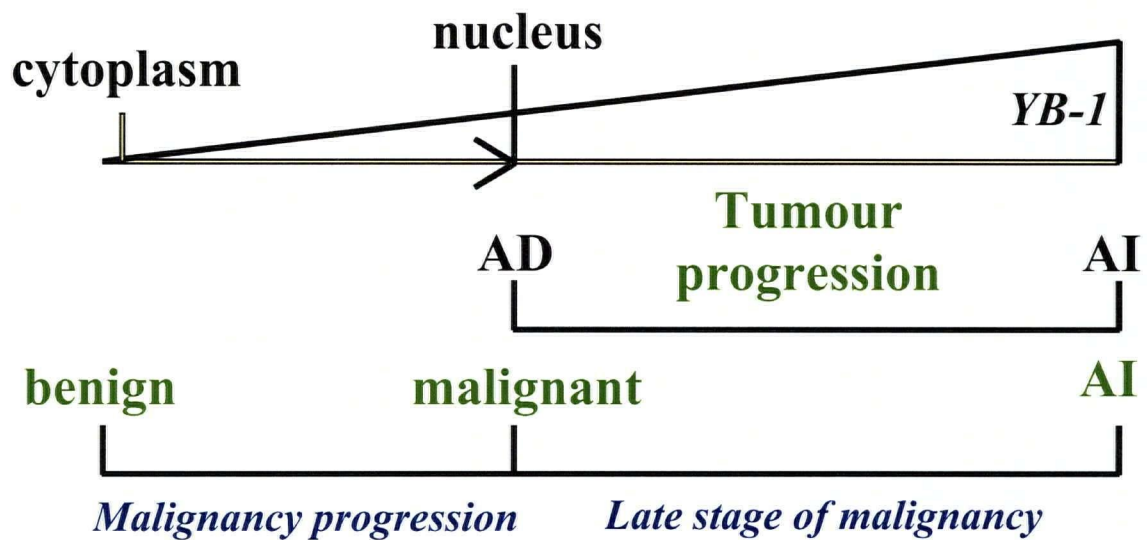 nucleus
cytoplasm
YB-1
Tumour
progression
AD
AI
benign
malignant
AI
Malignancy progression
Late stage of malignancy